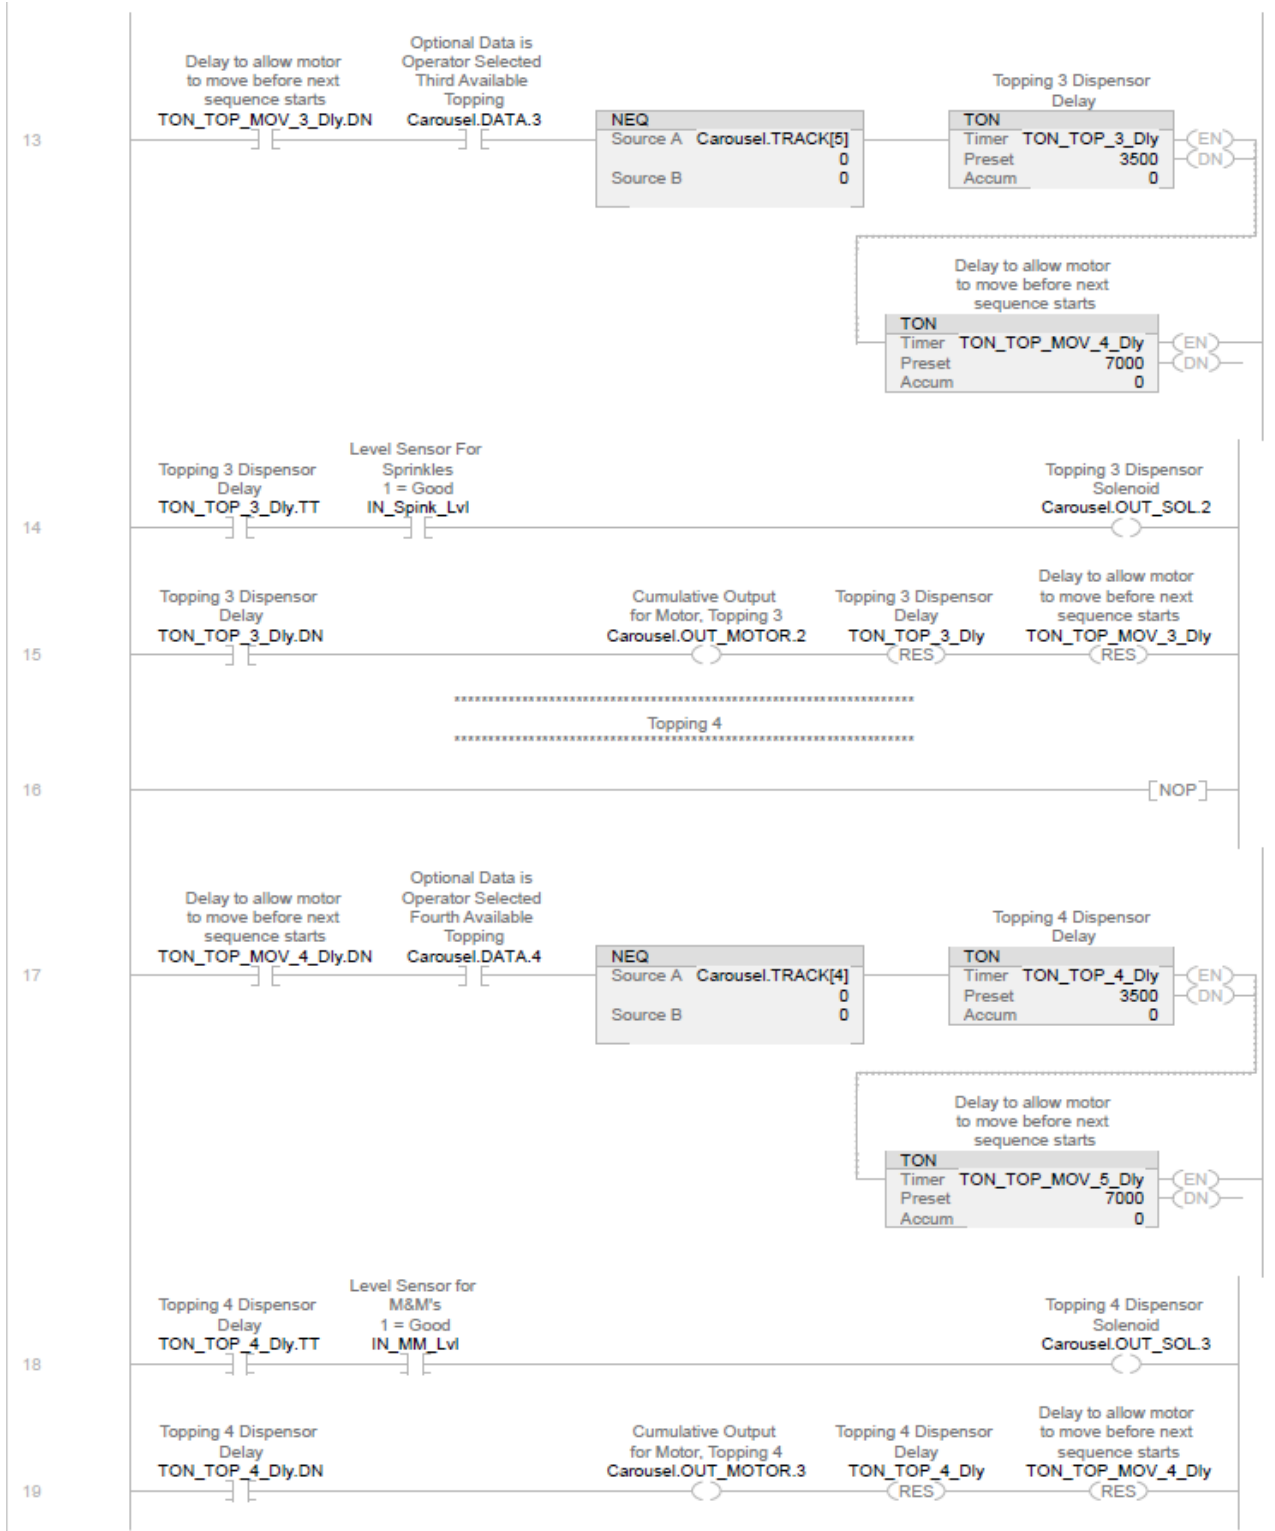 Delay to allow motor
to move before next
sequence starts
TON_TOP_MOV_3_Dly.DN
Optional Data is
Operator Selected
Third Available
Topping
Carousel.DATA.3
Topping 3 Dispensor
Delay
13
NEQ
Source A Carousel.TRACK[5]
0
Source B 0
TON
Timer TON_TOP_3_Dly
Preset 3500
Accum 0
EN
DN
Delay to allow motor
to move before next
sequence starts
TON
Timer TON_TOP_MOV_4_Dly
Preset 7000
Accum 0
EN
DN
Topping 3 Dispensor
Delay
TON_TOP_3_Dly.TT
Level Sensor For
Sprinkles
1 = Good
IN_Spink_Lvl
Topping 3 Dispensor
Solenoid
Carousel.OUT_SOL.2
14
Topping 3 Dispensor
Delay
TON_TOP_3_Dly.DN
Cumulative Output
for Motor, Topping 3
Carousel.OUT_MOTOR.2
Topping 3 Dispensor
Delay
TON_TOP_3_Dly
RES
Delay to allow motor
to move before next
sequence starts
TON_TOP_MOV_3_Dly
RES
15
*********************************************************************
Topping 4
*********************************************************************
16
NOP
Delay to allow motor
to move before next
sequence starts
TON_TOP_MOV_4_Dly.DN
Optional Data is
Operator Selected
Fourth Available
Topping
Carousel.DATA.4
Topping 4 Dispensor
Delay
17
NEQ
Source A Carousel.TRACK[4]
0
Source B 0
TON
Timer TON_TOP_4_Dly
Preset 3500
Accum 0
EN
DN
Delay to allow motor
to move before next
sequence starts
TON
Timer TON_TOP_MOV_5_Dly
Preset 7000
Accum 0
EN
DN
Topping 4 Dispensor
Delay
TON_TOP_4_Dly.TT
Level Sensor for
M&M's
1 = Good
IN_MM_Lvl
Topping 4 Dispensor
Solenoid
Carousel.OUT_SOL.3
18
Topping 4 Dispensor
Delay
TON_TOP_4_Dly.DN
Cumulative Output
for Motor, Topping 4
Carousel.OUT_MOTOR.3
Topping 4 Dispensor
Delay
TON_TOP_4_Dly
RES
Delay to allow motor
to move before next
sequence starts
TON_TOP_MOV_4_Dly
RES
19